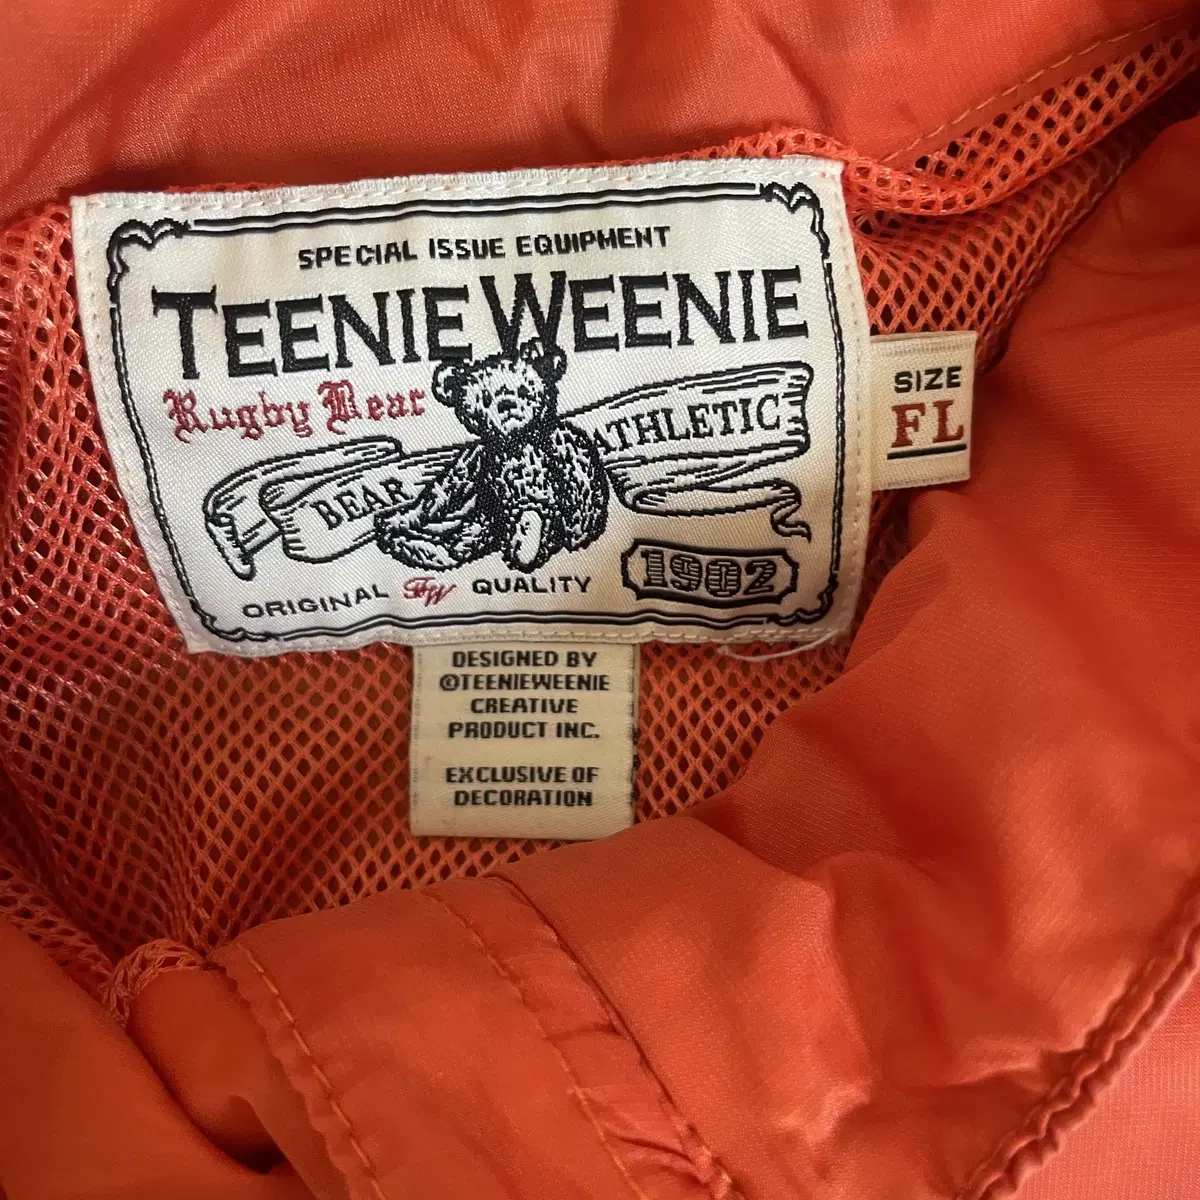 SPECIAL ISSUE EQUIPMENT
TEENIE WEENIE
Rugby Bear
BEAR ATHLETIC
ORIGINAL TW QUALITY
1902
SIZE
FL
DESIGNED BY
©TEENIEWEENIE
CREATIVE
PRODUCT INC.
EXCLUSIVE OF
DECORATION